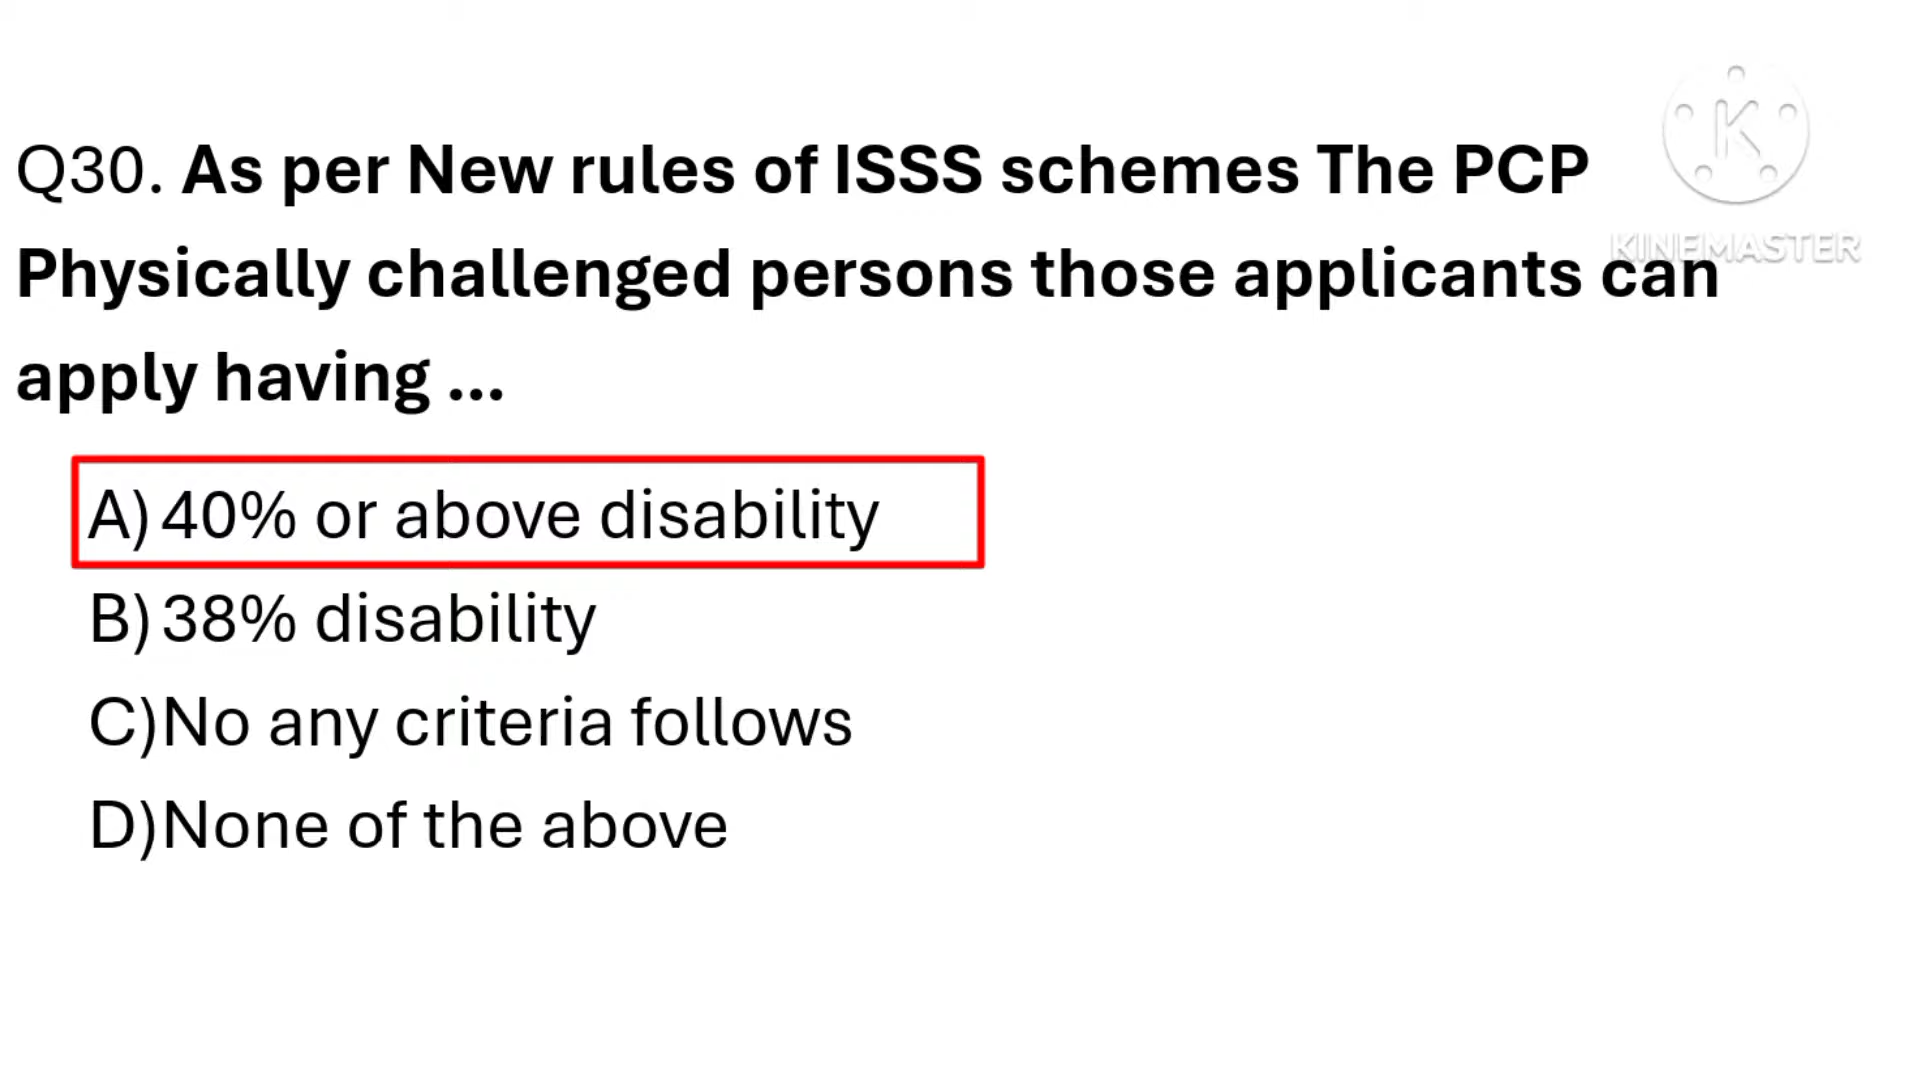 Q30. As per New rules of ISSS schemes The PCP
Physically challenged persons those applicants can
apply having ...
A) 40% or above disability
B) 38% disability
C)No any criteria follows
D)None of the above
K
KINEMASTER